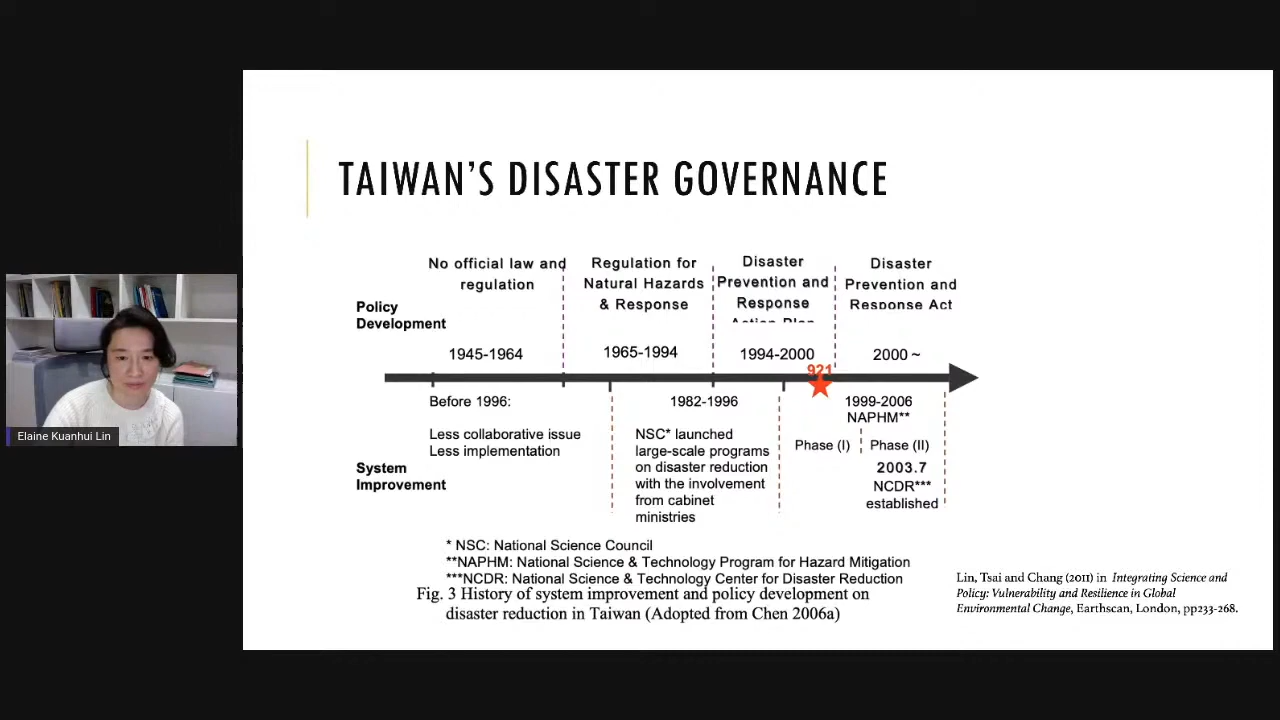 TAIWAN'S DISASTER GOVERNANCE
No official law and
regulation
Regulation for
Natural Hazards
& Response
Disaster
Prevention and
Response
Action Plan
Disaster
Prevention and
Response Act
Policy
Development
1945-1964
1965-1994
1994-2000
2000 ~
921
Before 1996:
Less collaborative issue
Less implementation
1982-1996
NSC* launched
large-scale programs
on disaster reduction
with the involvement
from cabinet
ministries
1999-2006
NAPHM**
Phase (I)
Phase (II)
2003.7
NCDR***
established
System
Improvement
* NSC: National Science Council
**NAPHM: National Science & Technology Program for Hazard Mitigation
***NCDR: National Science & Technology Center for Disaster Reduction
Fig. 3 History of system improvement and policy development on
disaster reduction in Taiwan (Adopted from Chen 2006a)
Lin, Tsai and Chang (2011) in Integrating Science and
Policy: Vulnerability and Resilience in Global
Environmental Change, Earthscan, London, pp233-268.
Elaine Kuanhui Lin